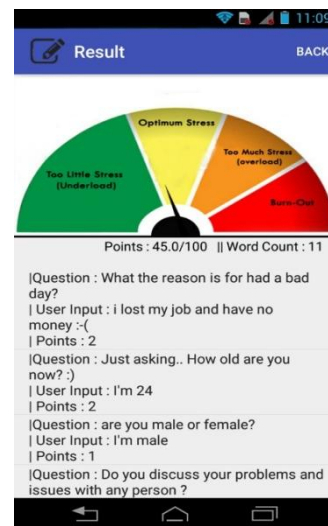 11:09
Result BACK
Optimum Stress
Too Much Stress
(overload)
Too Little Stress
(Underload)
Burn-Out
Points : 45.0/100 || Word Count : 11
|Question : What the reason is for had a bad
day?
| User Input : i lost my job and have no
money :-(
| Points : 2
|Question : Just asking.. How old are you
now? :)
| User Input : I'm 24
| Points : 2
|Question : are you male or female?
| User Input : I'm male
| Points : 1
|Question : Do you discuss your problems and
issues with any person ?